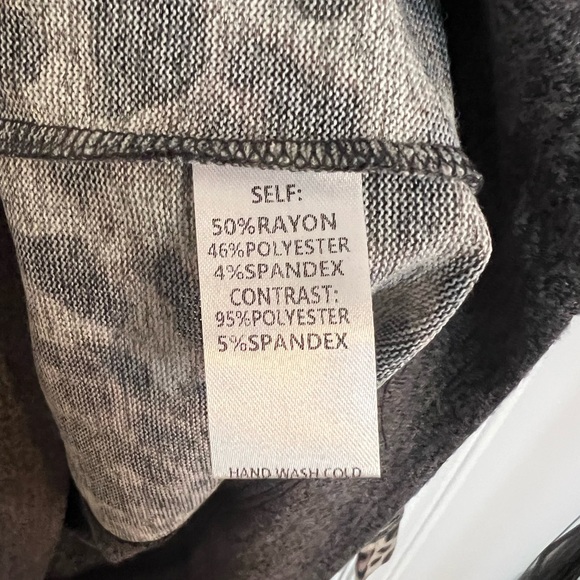 SELF:
50%RAYON
46%POLYESTER
4%SPANDEX
CONTRAST:
95%POLYESTER
5%SPANDEX
HAND WASH COLD